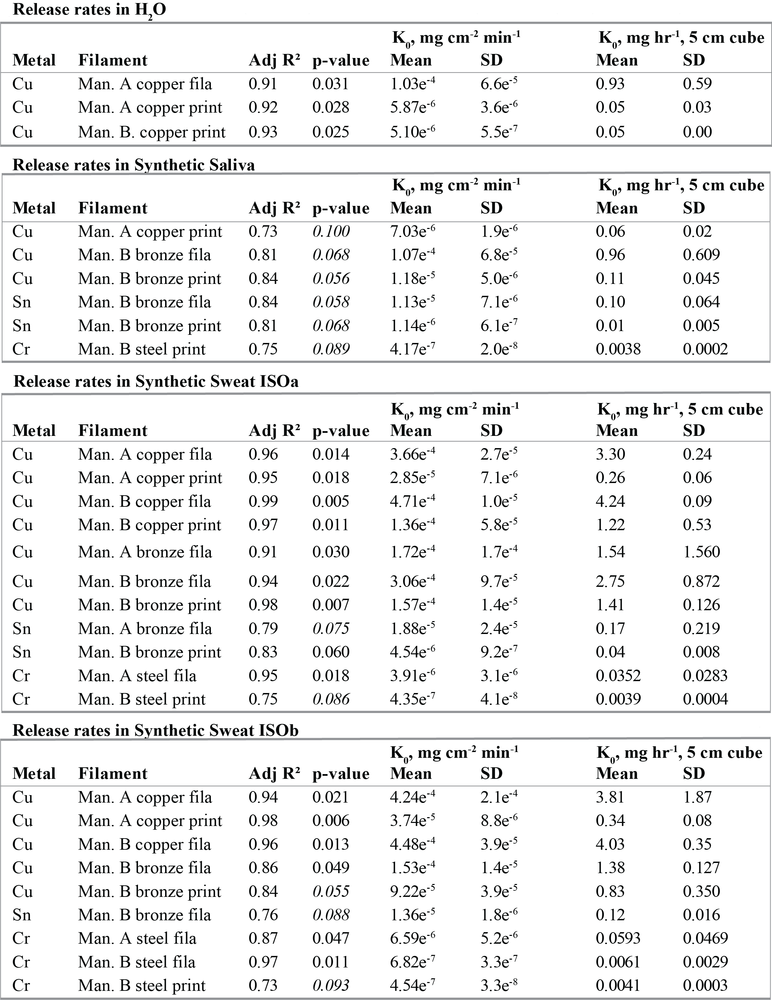 Release rates in H₂O
K₀, mg cm⁻² min⁻¹ K₀, mg hr⁻¹, 5 cm cube
Metal Filament Adj R² p-value Mean SD Mean SD
Cu Man. A copper fila 0.91 0.031 1.03e⁻⁴ 6.6e⁻⁵ 0.93 0.59
Cu Man. A copper print 0.92 0.028 5.87e⁻⁶ 3.6e⁻⁶ 0.05 0.03
Cu Man. B. copper print 0.93 0.025 5.10e⁻⁶ 5.5e⁻⁷ 0.05 0.00
Release rates in Synthetic Saliva
K₀, mg cm⁻² min⁻¹ K₀, mg hr⁻¹, 5 cm cube
Metal Filament Adj R² p-value Mean SD Mean SD
Cu Man. A copper print 0.73 0.100 7.03e⁻⁶ 1.9e⁻⁶ 0.06 0.02
Cu Man. B bronze fila 0.81 0.068 1.07e⁻⁴ 6.8e⁻⁵ 0.96 0.609
Cu Man. B bronze print 0.84 0.056 1.18e⁻⁵ 5.0e⁻⁶ 0.11 0.045
Sn Man. B bronze fila 0.84 0.058 1.13e⁻⁵ 7.1e⁻⁶ 0.10 0.064
Sn Man. B bronze print 0.81 0.068 1.14e⁻⁶ 6.1e⁻⁷ 0.01 0.005
Cr Man. B steel print 0.75 0.089 4.17e⁻⁷ 2.0e⁻⁸ 0.0038 0.0002
Release rates in Synthetic Sweat ISOa
K₀, mg cm⁻² min⁻¹ K₀, mg hr⁻¹, 5 cm cube
Metal Filament Adj R² p-value Mean SD Mean SD
Cu Man. A copper fila 0.96 0.014 3.66e⁻⁴ 2.7e⁻⁵ 3.30 0.24
Cu Man. A copper print 0.95 0.018 2.85e⁻⁵ 7.1e⁻⁶ 0.26 0.06
Cu Man. B copper fila 0.99 0.005 4.71e⁻⁴ 1.0e⁻⁵ 4.24 0.09
Cu Man. B copper print 0.97 0.011 1.36e⁻⁴ 5.8e⁻⁵ 1.22 0.53
Cu Man. A bronze fila 0.91 0.030 1.72e⁻⁴ 1.7e⁻⁴ 1.54 1.560
Cu Man. B bronze fila 0.94 0.022 3.06e⁻⁴ 9.7e⁻⁵ 2.75 0.872
Cu Man. B bronze print 0.98 0.007 1.57e⁻⁴ 1.4e⁻⁵ 1.41 0.126
Sn Man. A bronze fila 0.79 0.075 1.88e⁻⁵ 2.4e⁻⁵ 0.17 0.219
Sn Man. B bronze print 0.83 0.060 4.54e⁻⁶ 9.2e⁻⁷ 0.04 0.008
Cr Man. A steel fila 0.95 0.018 3.91e⁻⁶ 3.1e⁻⁶ 0.0352 0.0283
Cr Man. B steel print 0.75 0.086 4.35e⁻⁷ 4.1e⁻⁸ 0.0039 0.0004
Release rates in Synthetic Sweat ISOb
K₀, mg cm⁻² min⁻¹ K₀, mg hr⁻¹, 5 cm cube
Metal Filament Adj R² p-value Mean SD Mean SD
Cu Man. A copper fila 0.94 0.021 4.24e⁻⁴ 2.1e⁻⁴ 3.81 1.87
Cu Man. A copper print 0.98 0.006 3.74e⁻⁵ 8.8e⁻⁶ 0.34 0.08
Cu Man. B copper fila 0.96 0.013 4.48e⁻⁴ 3.9e⁻⁵ 4.03 0.35
Cu Man. B bronze fila 0.86 0.049 1.53e⁻⁴ 1.4e⁻⁵ 1.38 0.127
Cu Man. B bronze print 0.84 0.055 9.22e⁻⁵ 3.9e⁻⁵ 0.83 0.350
Sn Man. B bronze fila 0.76 0.088 1.36e⁻⁵ 1.8e⁻⁶ 0.12 0.016
Cr Man. A steel fila 0.87 0.047 6.59e⁻⁶ 5.2e⁻⁶ 0.0593 0.0469
Cr Man. B steel fila 0.97 0.011 6.82e⁻⁷ 3.3e⁻⁷ 0.0061 0.0029
Cr Man. B steel print 0.73 0.093 4.54e⁻⁷ 3.3e⁻⁸ 0.0041 0.0003